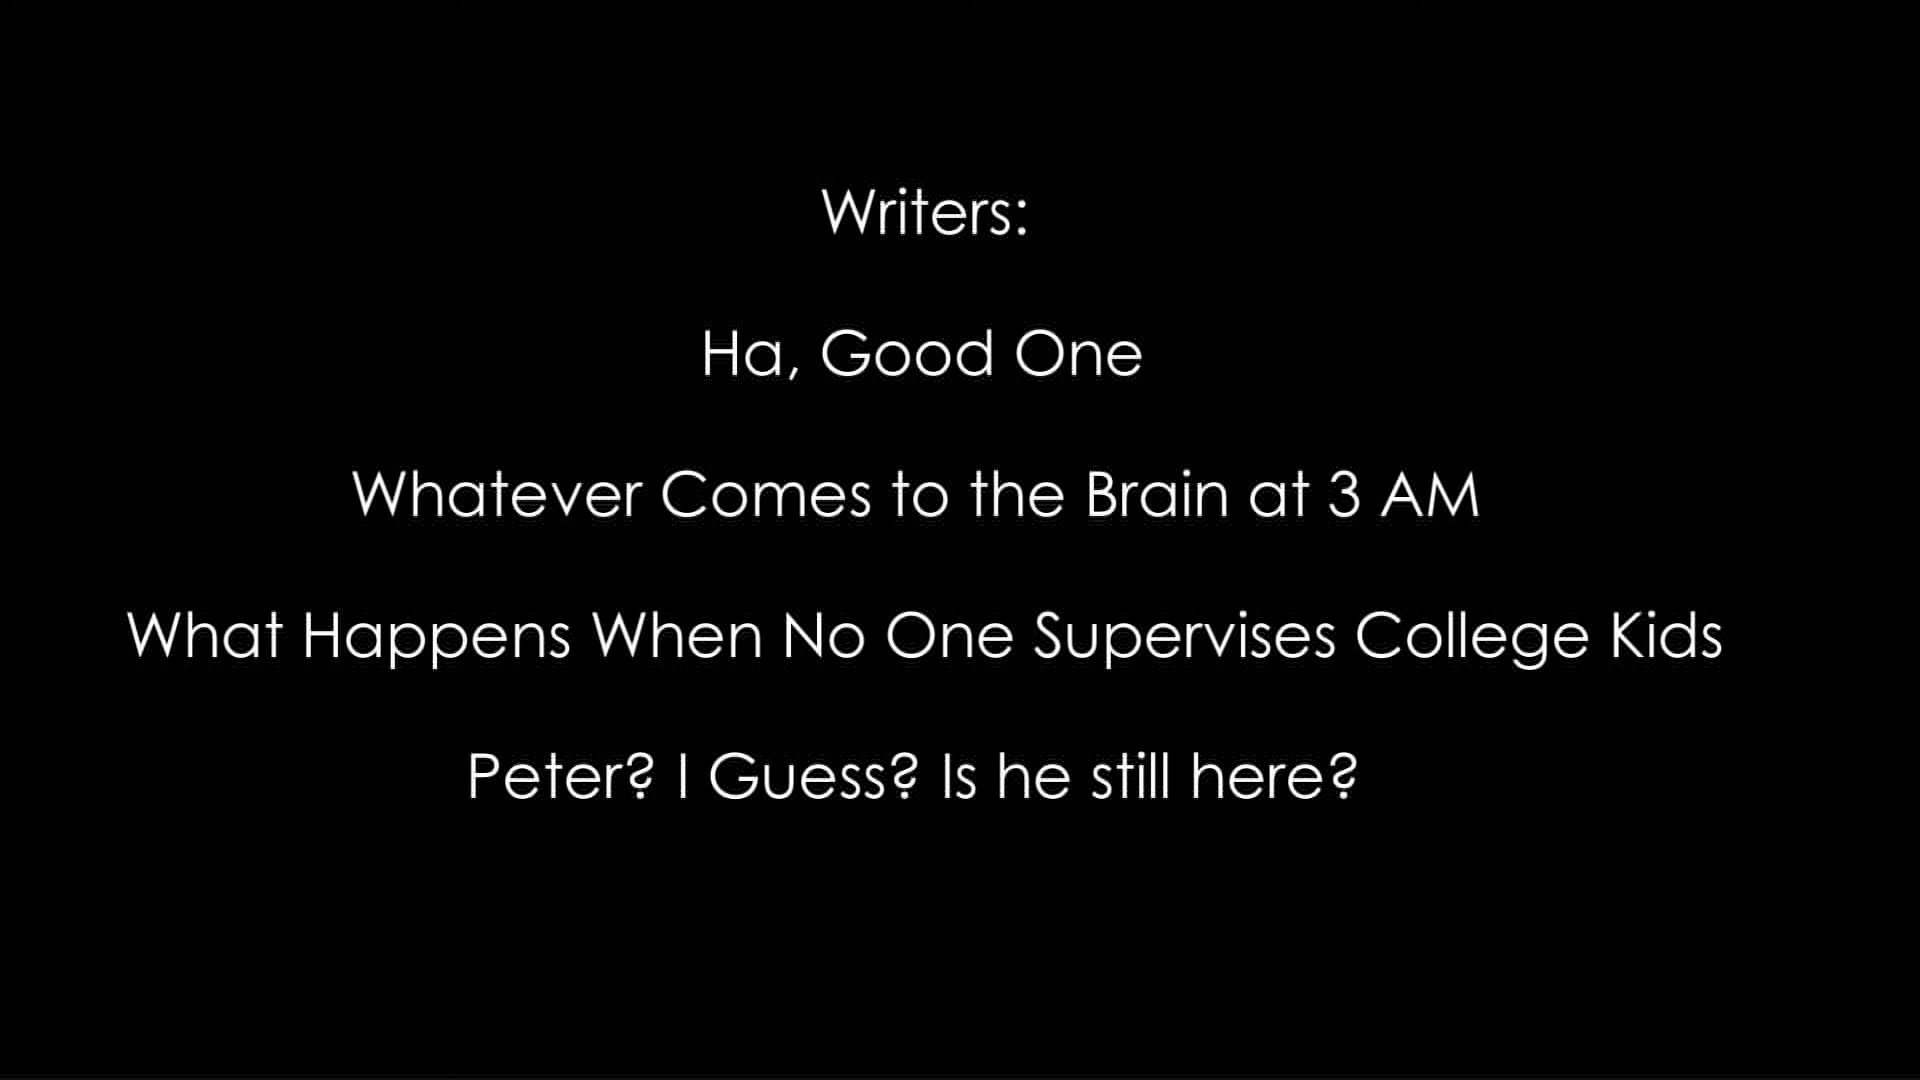 Writers:
Ha, Good One
Whatever Comes to the Brain at 3 AM
What Happens When No One Supervises College Kids
Peter? I Guess? Is he still here?